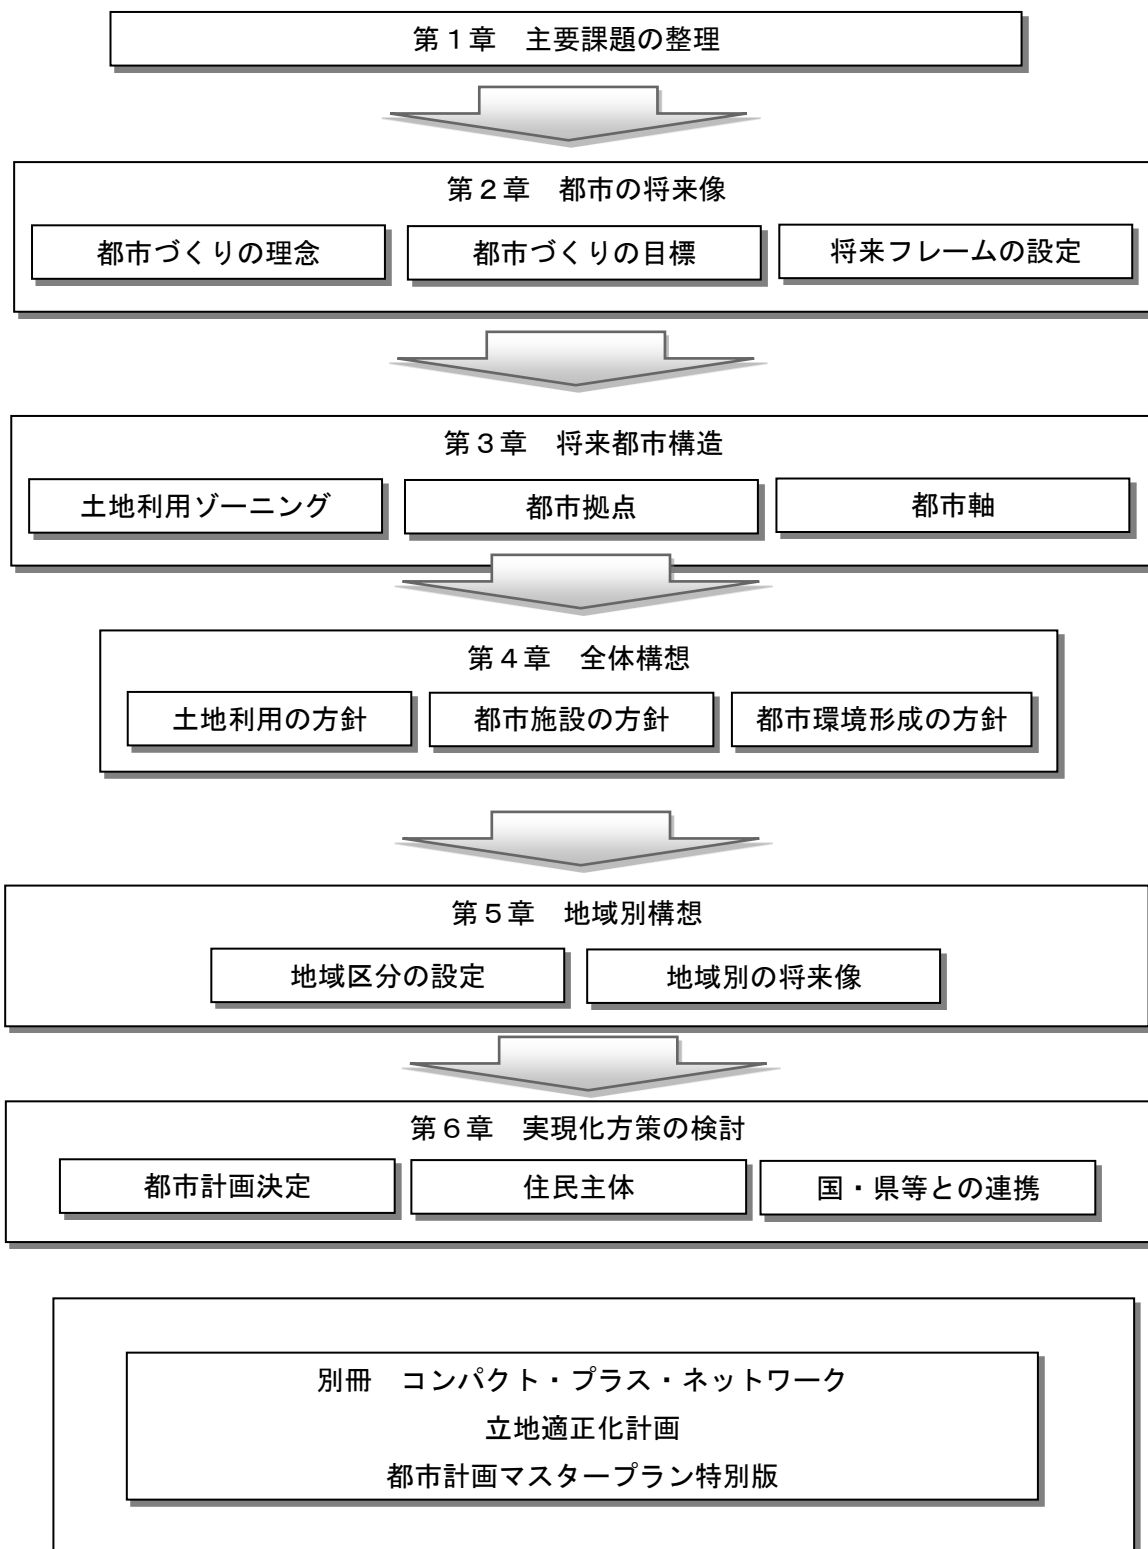 第１章　主要課題の整理
第２章　都市の将来像
都市づくりの理念
都市づくりの目標
将来フレームの設定
第３章　将来都市構造
土地利用ゾーニング
都市拠点
都市軸
第４章　全体構想
土地利用の方針
都市施設の方針
都市環境形成の方針
第５章　地域別構想
地域区分の設定
地域別の将来像
第６章　実現化方策の検討
都市計画決定
住民主体
国・県等との連携
別冊　コンパクト・プラス・ネットワーク
立地適正化計画
都市計画マスタープラン特別版